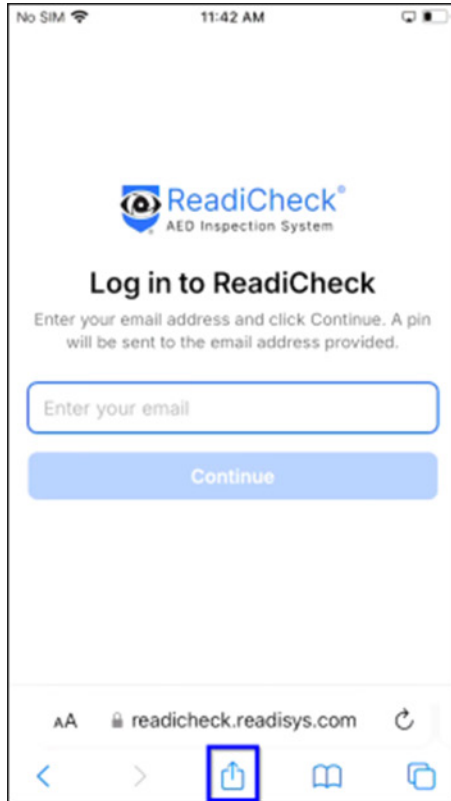 No SIM 11:42 AM
ReadiCheck®
AED Inspection System
Log in to ReadiCheck
Enter your email address and click Continue. A pin
will be sent to the email address provided.
Enter your email
Continue
AA readicheck.readisys.com